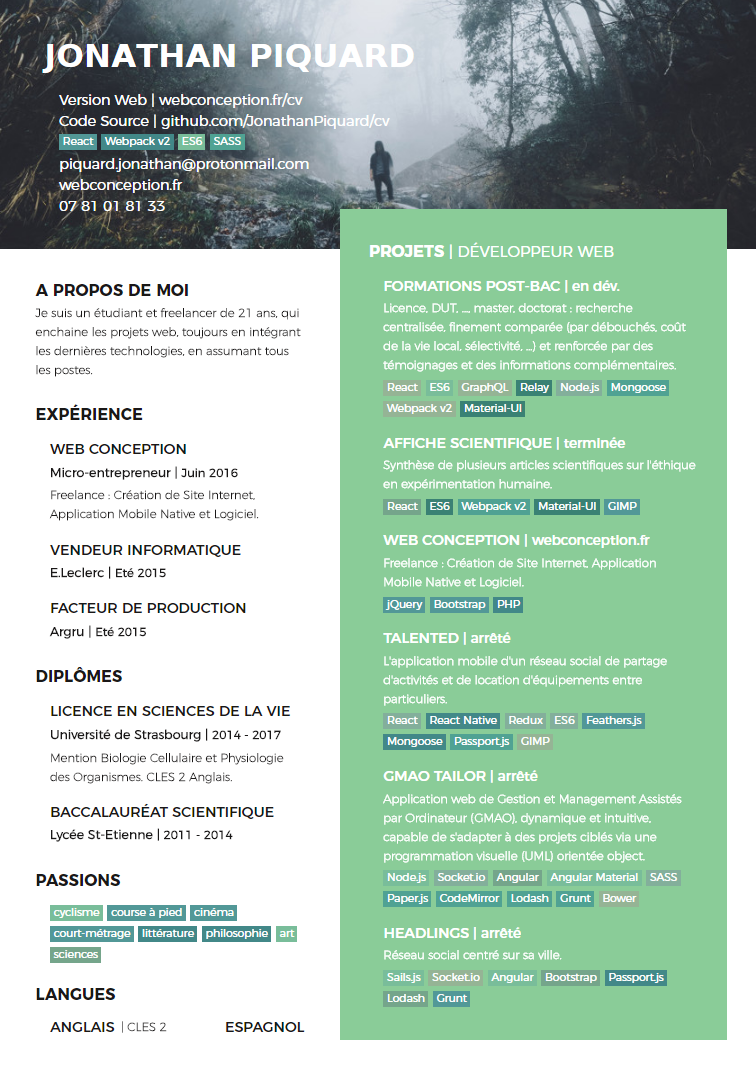 JONATHAN PIQUARD
Version Web | webconception.fr/cv
Code Source | github.com/JonathanPiquard/cv
React Webpack v2 ES6 SASS
piquard.jonathan@protonmail.com
webconception.fr
07 81 01 81 33
A PROPOS DE MOI
Je suis un étudiant et freelancer de 21 ans, qui
enchaine les projets web, toujours en intégrant
les dernières technologies, en assumant tous
les postes.
EXPÉRIENCE
WEB CONCEPTION
Micro-entrepreneur | Juin 2016
Freelance : Création de Site Internet,
Application Mobile Native et Logiciel.
VENDEUR INFORMATIQUE
E.Leclerc | Eté 2015
FACTEUR DE PRODUCTION
Argru | Eté 2015
DIPLÔMES
LICENCE EN SCIENCES DE LA VIE
Université de Strasbourg | 2014 - 2017
Mention Biologie Cellulaire et Physiologie
des Organismes. CLES 2 Anglais.
BACCALAURÉAT SCIENTIFIQUE
Lycée St-Etienne | 2011 - 2014
PASSIONS
cyclisme course à pied cinéma
court-métrage littérature philosophie art
sciences
LANGUES
ANGLAIS | CLES 2 ESPAGNOL
PROJETS | DÉVELOPPEUR WEB
FORMATIONS POST-BAC | en dév.
Licence, DUT, ..., master, doctorat : recherche
centralisée, finement comparée (par débouchés, coût
de la vie local, sélectivité, ...) et renforcée par des
témoignages et des informations complémentaires.
React ES6 GraphQL Relay Node.js Mongoose
Webpack v2 Material-UI
AFFICHE SCIENTIFIQUE | terminée
Synthèse de plusieurs articles scientifiques sur l'éthique
en expérimentation humaine.
React ES6 Webpack v2 Material-UI GIMP
WEB CONCEPTION | webconception.fr
Freelance : Création de Site Internet, Application
Mobile Native et Logiciel.
jQuery Bootstrap PHP
TALENTED | arrêté
L'application mobile d'un réseau social de partage
d'activités et de location d'équipements entre
particuliers.
React React Native Redux ES6 Feathers.js
Mongoose Passport.js GIMP
GMAO TAILOR | arrêté
Application web de Gestion et Management Assistés
par Ordinateur (GMAO), dynamique et intuitive,
capable de s'adapter à des projets ciblés via une
programmation visuelle (UML) orientée object.
Node.js Socket.io Angular Angular Material SASS
Paper.js CodeMirror Lodash Grunt Bower
HEADLINGS | arrêté
Réseau social centré sur sa ville.
Sails.js Socket.io Angular Bootstrap Passport.js
Lodash Grunt